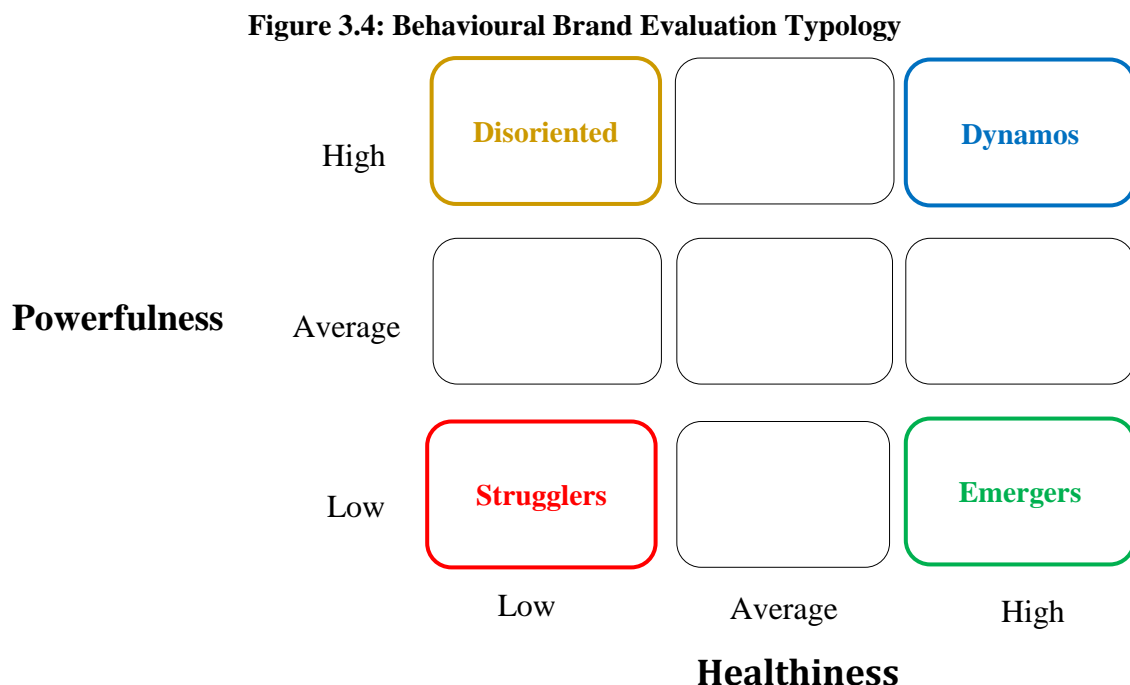 Figure 3.4: Behavioural Brand Evaluation Typology
Disoriented
Dynamos
High
Powerfulness
Average
Strugglers
Emergers
Low
Low
Average
High
Healthiness